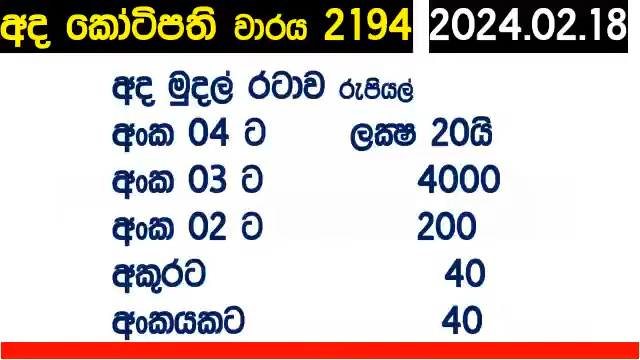 අද කෝටිපති වාරය 2194 2024.02.18
අද මුදල් රටාව රුපියල්
අංක 04 ට ලක්ෂ 20යි
අංක 03 ට 4000
අංක 02 ට 200
අකුරට 40
අංකයකට 40